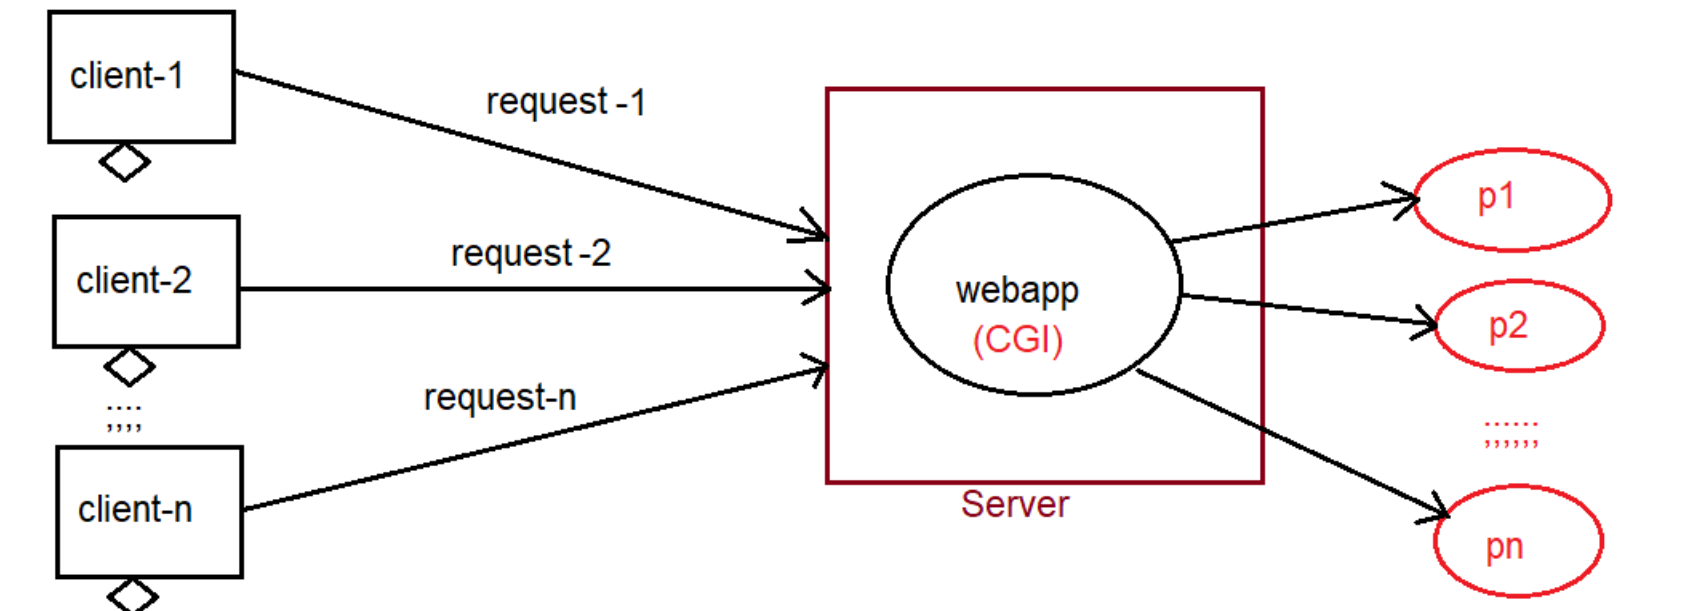 client-1
request -1
p1
client-2
request -2
webapp
(CGI)
p2
;;;;
request-n
;;;;;;
client-n
Server
pn